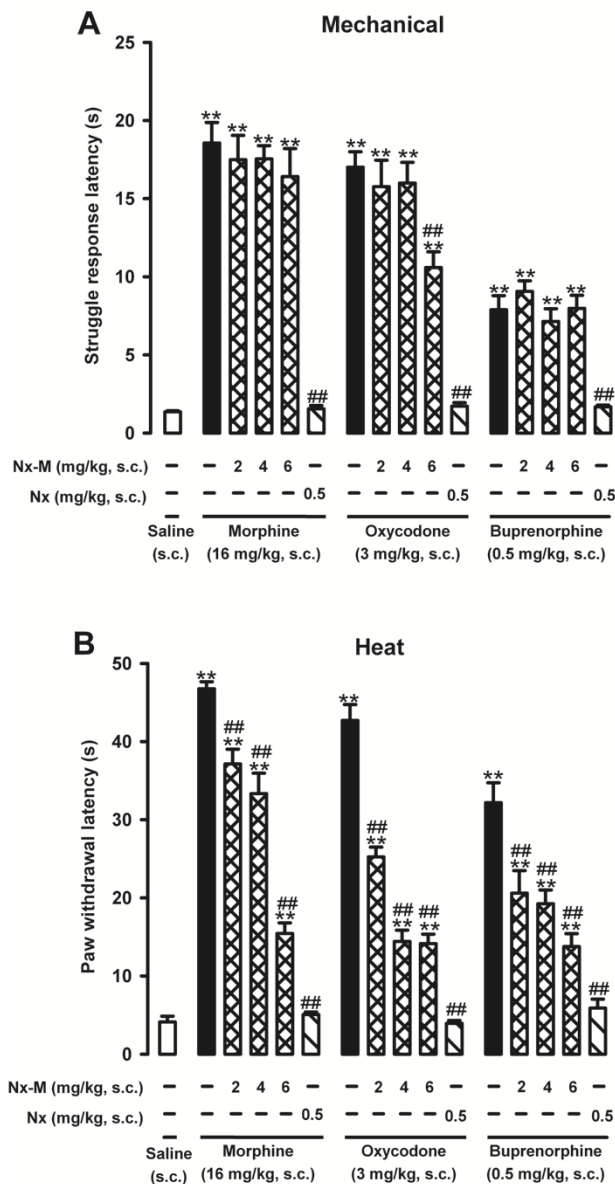 A
Mechanical
25
20
15
10
5
0
Struggle response latency (s)
** ** ** ** ** ** ** ## ** ** ** ** **
## ## ##
Nx-M (mg/kg, s.c.) – – 2 4 6 – – 2 4 6 – – 2 4 6 –
Nx (mg/kg, s.c.) – – – – – 0.5 – – – – 0.5 – – – – 0.5
Saline Morphine Oxycodone Buprenorphine
(s.c.) (16 mg/kg, s.c.) (3 mg/kg, s.c.) (0.5 mg/kg, s.c.)
B
Heat
50
40
30
20
10
0
Paw withdrawal latency (s)
** ** **
## ## ## ## ## ## ## ## ##
** ** ** ** ** ** ** ** **
## ## ##
Nx-M (mg/kg, s.c.) – – 2 4 6 – – 2 4 6 – – 2 4 6 –
Nx (mg/kg, s.c.) – – – – – 0.5 – – – – 0.5 – – – – 0.5
Saline Morphine Oxycodone Buprenorphine
(s.c.) (16 mg/kg, s.c.) (3 mg/kg, s.c.) (0.5 mg/kg, s.c.)